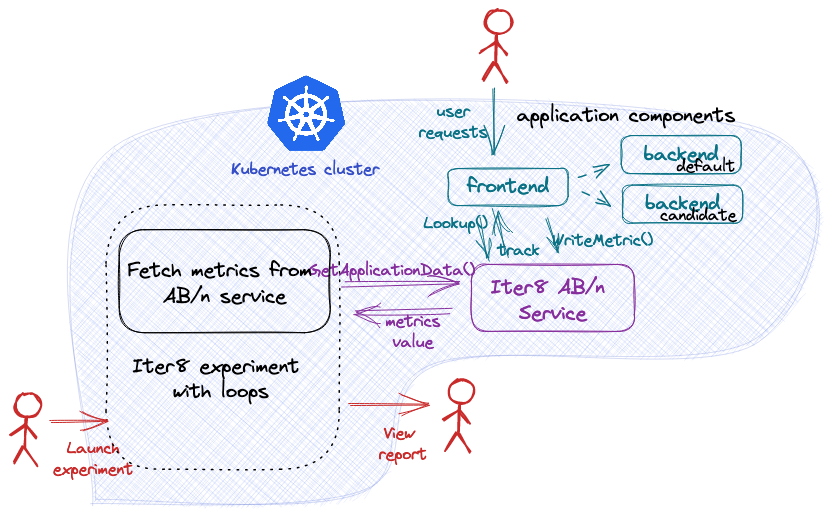 user
requests
application components
Kubernetes cluster
backend
default
frontend
backend
candidate
Lookup()
track
WriteMetric()
Fetch metrics from
AB/n service
GetApplicationData()
Iter8 AB/n
Service
metrics
value
Iter8 experiment
with loops
Launch
experiment
View
report